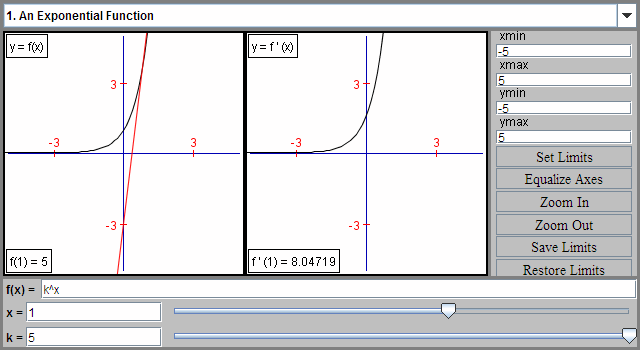 1. An Exponential Function
y = f(x)
3
-3
3
-3
f(1) = 5
y = f ' (x)
3
-3
3
-3
f ' (1) = 8.04719
xmin
-5
xmax
5
ymin
-5
ymax
5
Set Limits
Equalize Axes
Zoom In
Zoom Out
Save Limits
Restore Limits
f(x) = k^x
x = 1
k = 5